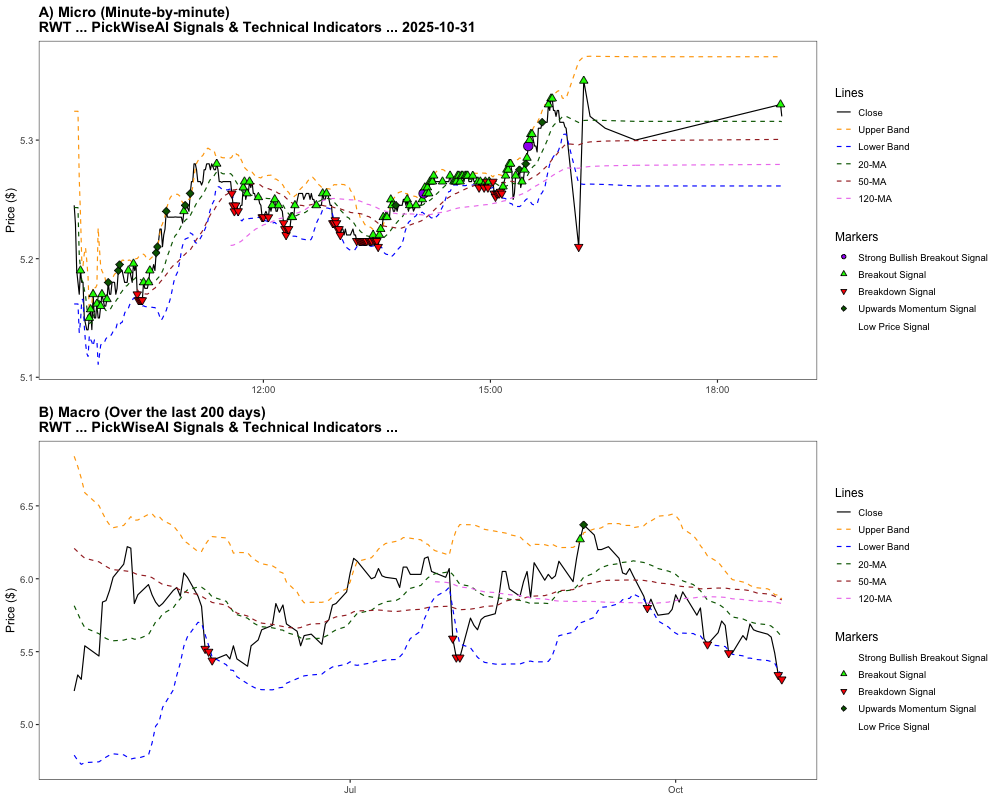 A) Micro (Minute-by-minute)
RWT ... PickWiseAI Signals & Technical Indicators ... 2025-10-31
Price ($)
5.3
5.2
5.1
12:00
15:00
18:00
Lines
Close
Upper Band
Lower Band
20-MA
50-MA
120-MA
Markers
Strong Bullish Breakout Signal
Breakout Signal
Breakdown Signal
Upwards Momentum Signal
Low Price Signal
B) Macro (Over the last 200 days)
RWT ... PickWiseAI Signals & Technical Indicators ...
Price ($)
6.5
6.0
5.5
5.0
Jul
Oct
Lines
Close
Upper Band
Lower Band
20-MA
50-MA
120-MA
Markers
Strong Bullish Breakout Signal
Breakout Signal
Breakdown Signal
Upwards Momentum Signal
Low Price Signal